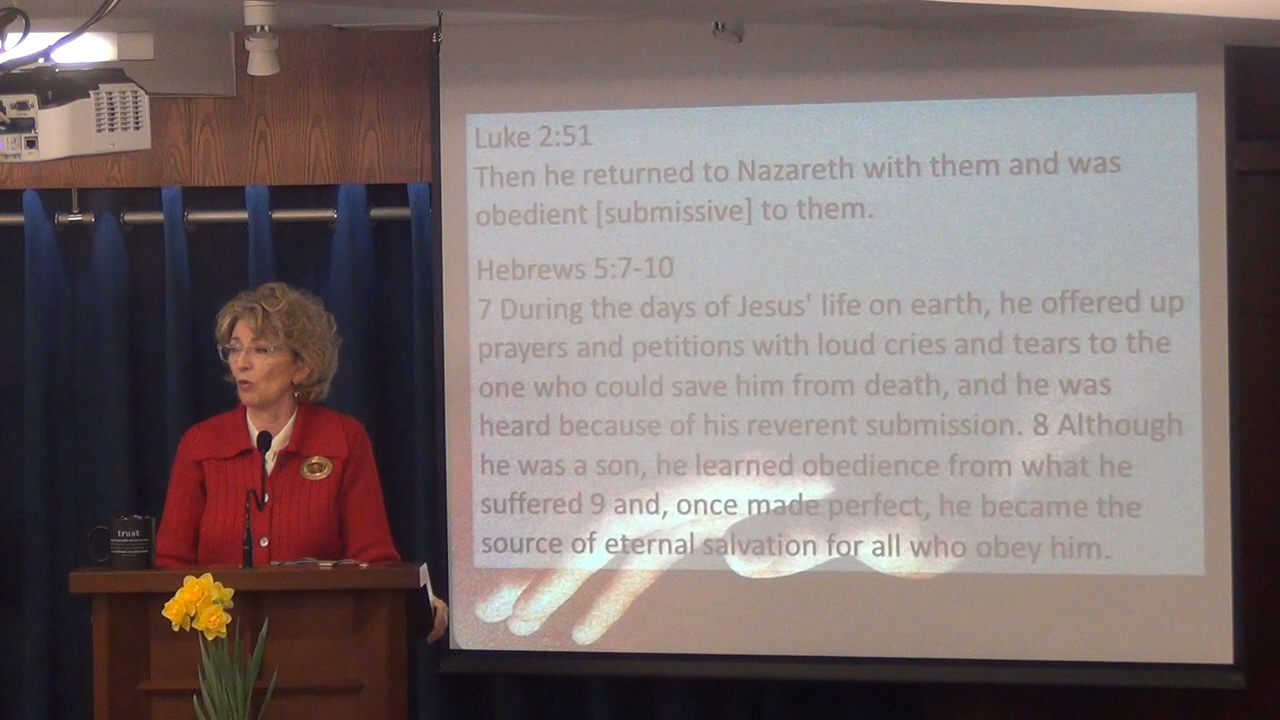 Luke 2:51
Then he returned to Nazareth with them and was
obedient [submissive] to them.
Hebrews 5:7-10
7 During the days of Jesus' life on earth, he offered up
prayers and petitions with loud cries and tears to the
one who could save him from death, and he was
heard because of his reverent submission. 8 Although
he was a son, he learned obedience from what he
suffered 9 and, once made perfect, he became the
source of eternal salvation for all who obey him.
trust